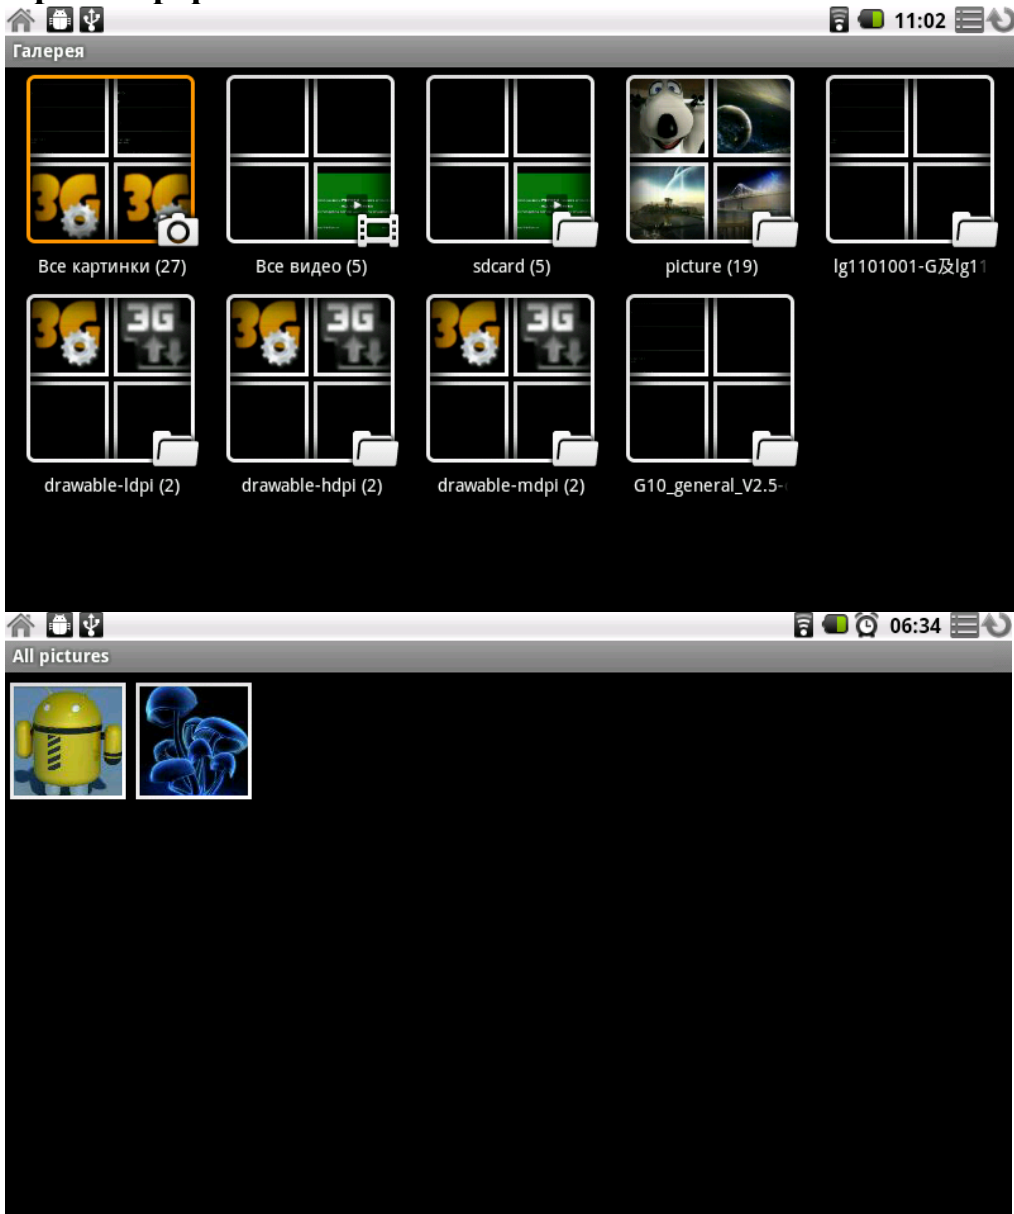 11:02
Галерея
Все картинки (27)
Все видео (5)
sdcard (5)
picture (19)
lg1101001-G及lg11
drawable-ldpi (2)
drawable-hdpi (2)
drawable-mdpi (2)
G10_general_V2.5-
06:34
All pictures